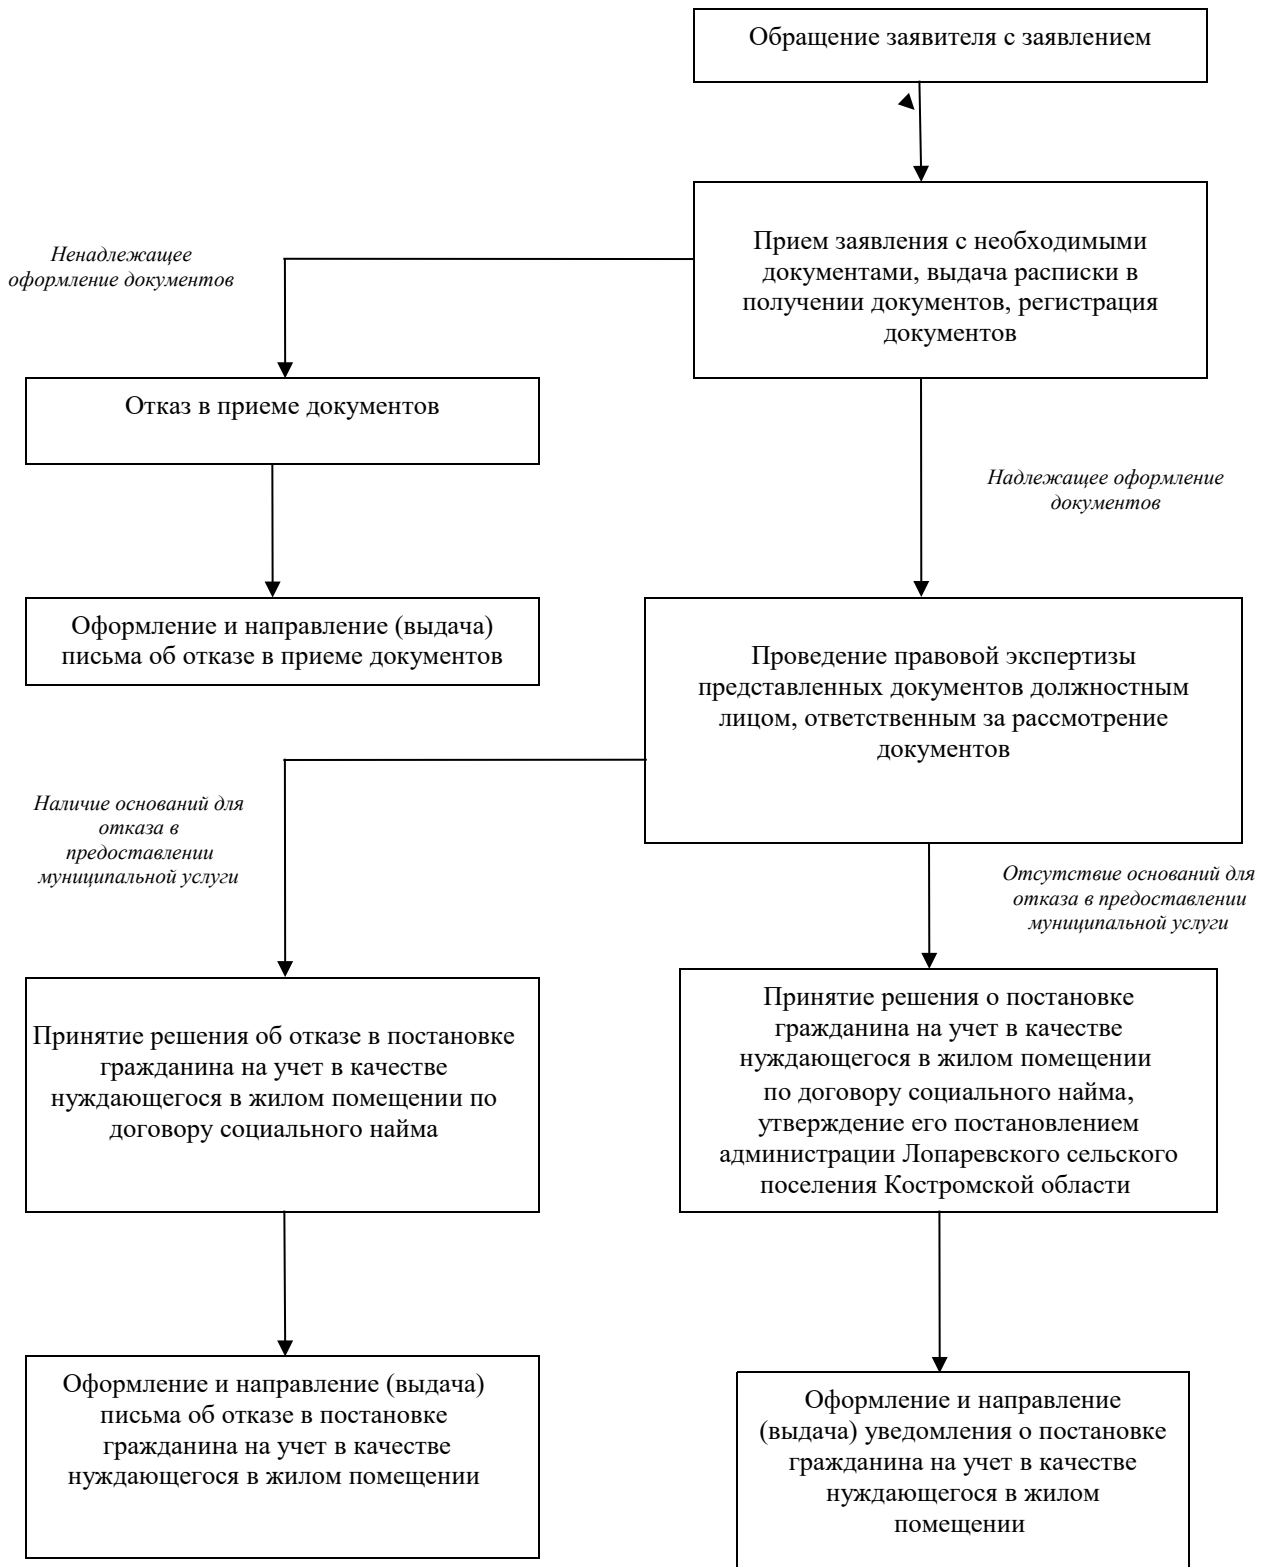 Обращение заявителя с заявлением
Прием заявления с необходимыми
документами, выдача расписки в
получении документов, регистрация
документов
Ненадлежащее
оформление документов
Отказ в приеме документов
Надлежащее оформление
документов
Оформление и направление (выдача)
письма об отказе в приеме документов
Проведение правовой экспертизы
представленных документов должностным
лицом, ответственным за рассмотрение
документов
Наличие оснований для
отказа в
предоставлении
муниципальной услуги
Отсутствие оснований для
отказа в предоставлении
муниципальной услуги
Принятие решения об отказе в постановке
гражданина на учет в качестве
нуждающегося в жилом помещении по
договору социального найма
Принятие решения о постановке
гражданина на учет в качестве
нуждающегося в жилом помещении
по договору социального найма,
утверждение его постановлением
администрации Лопаревского сельского
поселения Костромской области
Оформление и направление (выдача)
письма об отказе в постановке
гражданина на учет в качестве
нуждающегося в жилом помещении
Оформление и направление
(выдача) уведомления о постановке
гражданина на учет в качестве
нуждающегося в жилом
помещении